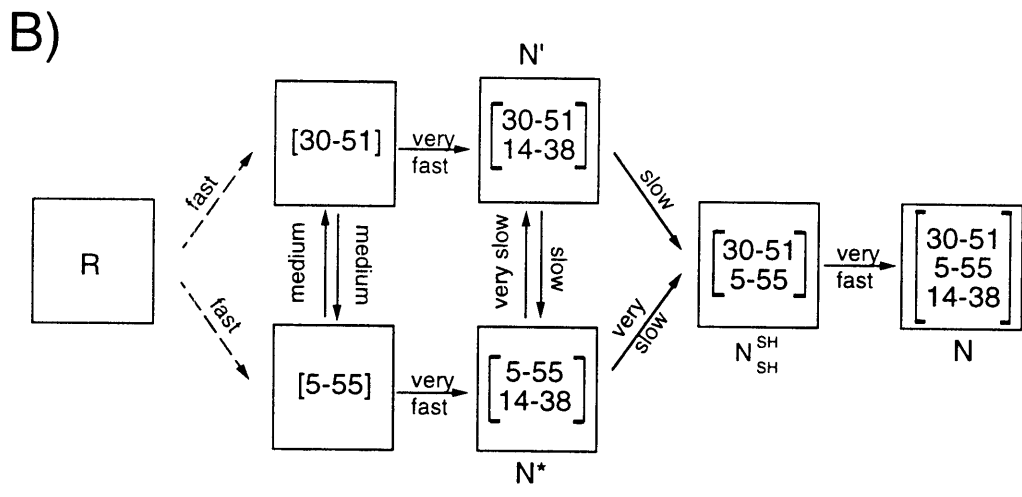 B)
R
fast
fast
[30-51]
medium
medium
[5-55]
very
fast
very
fast
N'
30-51
14-38
very slow
slow
5-55
14-38
N*
slow
very
slow
30-51
5-55
N SH SH
very
fast
30-51
5-55
14-38
N